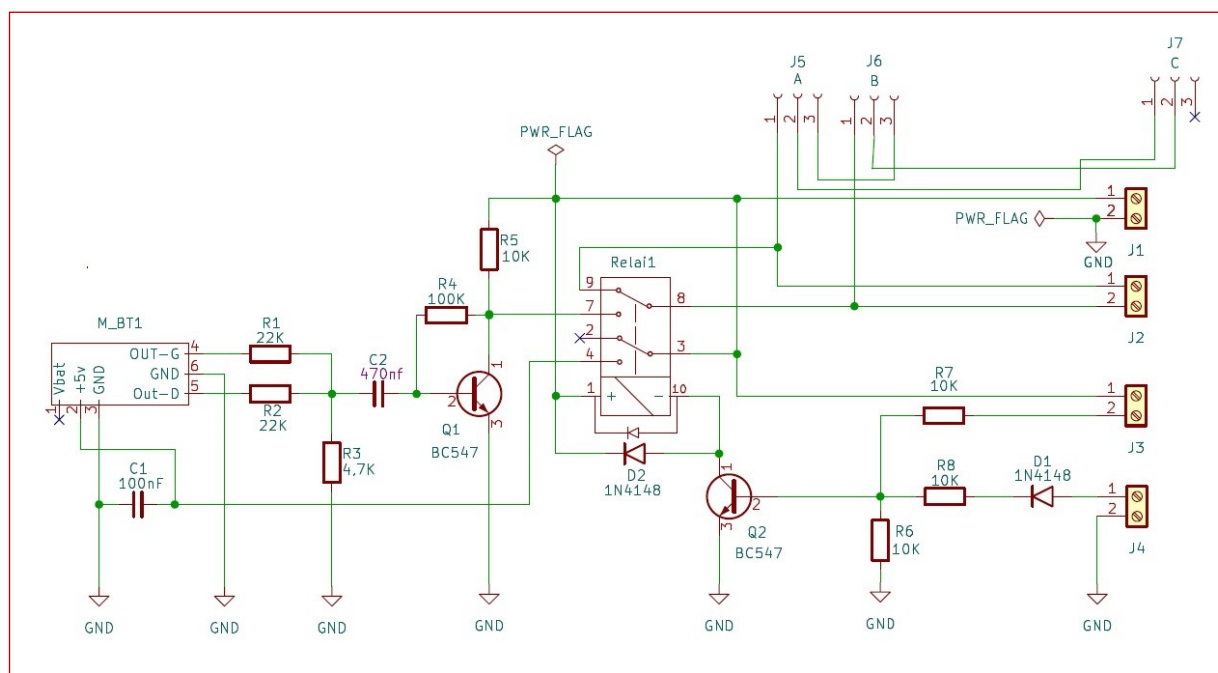 J5
A
J6
B
J7
C
1
2
3
1
2
3
1
2
3
PWR_FLAG
1
2
PWR_FLAG
J1
GND
R5
10K
Relai1
9
7
2
4
8
3
1
+
-
10
1
2
J2
R4
100K
M_BT1
OUT-G
GND
Out-D
4
6
5
Vbat
+5v
GND
1
2
3
R1
22K
R2
22K
C2
470nf
2
1
3
Q1
BC547
R3
4,7K
C1
100nF
D2
1N4148
R7
10K
1
2
J3
R8
10K
D1
1N4148
1
2
J4
1
2
3
Q2
BC547
R6
10K
GND
GND
GND
GND
GND
GND
GND